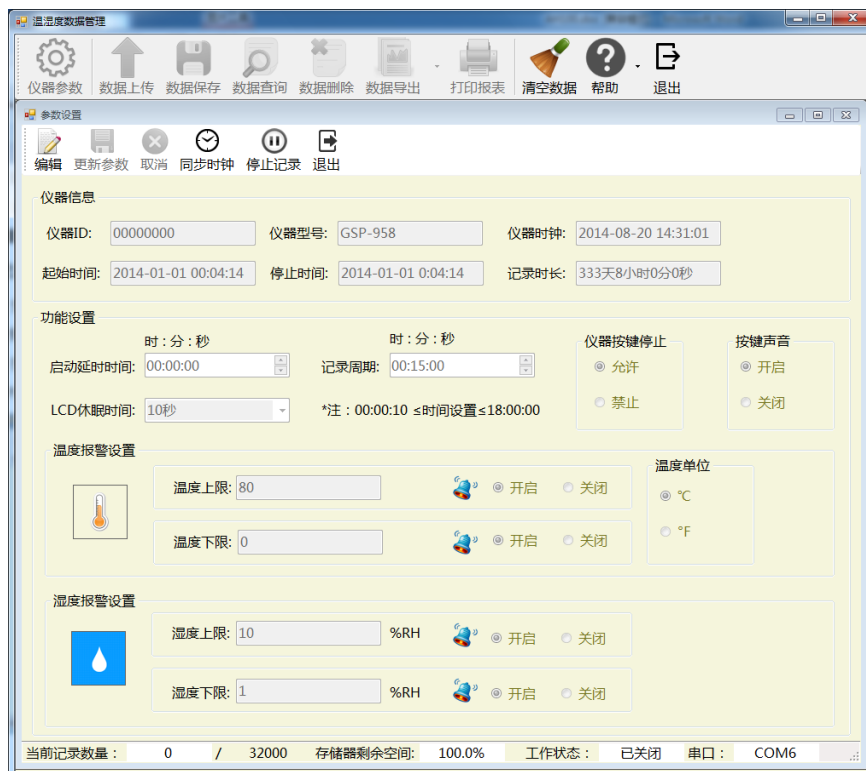 温湿度数据管理
仪器参数 数据上传 数据保存 数据查询 数据删除 数据导出 打印报表 清空数据 帮助 退出
参数设置
编辑 更新参数 取消 同步时钟 停止记录 退出
仪器信息
仪器ID: 00000000 仪器型号: GSP-958 仪器时钟: 2014-08-20 14:31:01
起始时间: 2014-01-01 00:04:14 停止时间: 2014-01-01 0:04:14 记录时长: 333天8小时0分0秒
功能设置
时 : 分 : 秒 时 : 分 : 秒 仪器按键停止 按键声音
启动延时时间: 00:00:00 记录周期: 00:15:00 允许 开启
LCD休眠时间: 10秒 *注：00:00:10 ≤时间设置≤18:00:00 禁止 关闭
温度报警设置
温度单位
温度上限: 80 开启 关闭 ℃
温度下限: 0 开启 关闭 °F
湿度报警设置
湿度上限: 10 %RH 开启 关闭
湿度下限: 1 %RH 开启 关闭
当前记录数量： 0 / 32000 存储器剩余空间: 100.0% 工作状态： 已关闭 串口： COM6